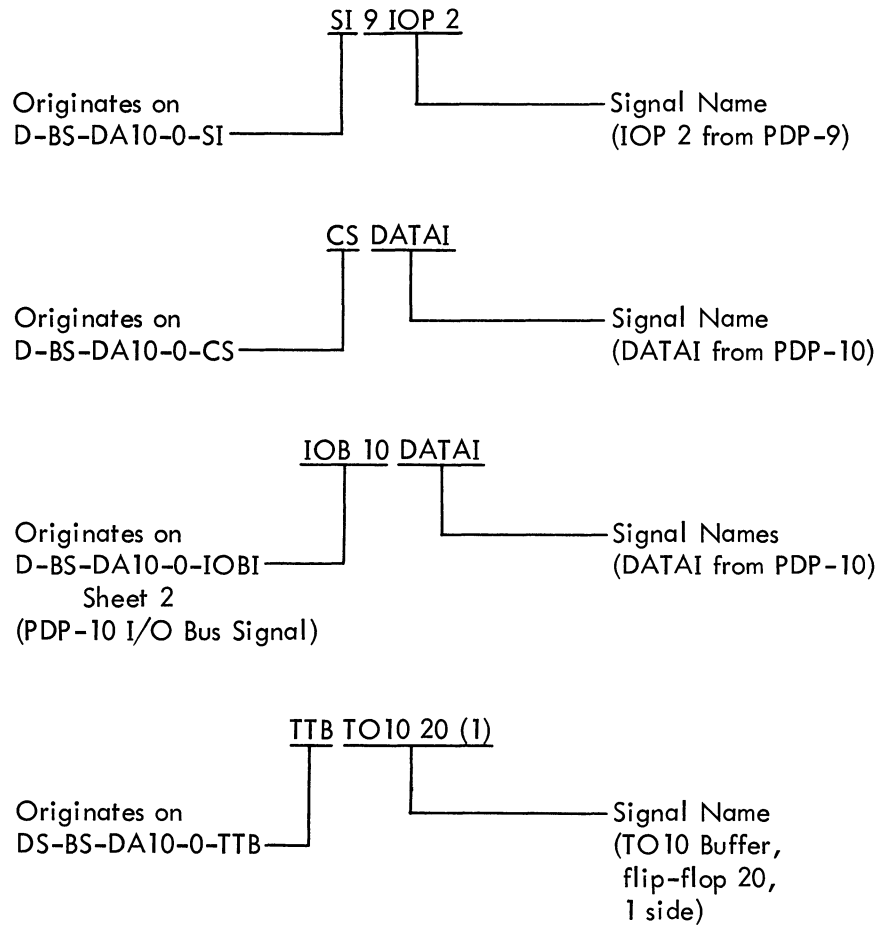 SI 9 IOP 2
Originates on
D-BS-DA10-0-SI
Signal Name
(IOP 2 from PDP-9)
CS DATAI
Originates on
D-BS-DA10-0-CS
Signal Name
(DATAI from PDP-10)
IOB 10 DATAI
Originates on
D-BS-DA10-0-IOBI
Sheet 2
(PDP-10 I/O Bus Signal)
Signal Names
(DATAI from PDP-10)
TTB TO10 20 (1)
Originates on
DS-BS-DA10-0-TTB
Signal Name
(TO10 Buffer,
flip-flop 20,
1 side)